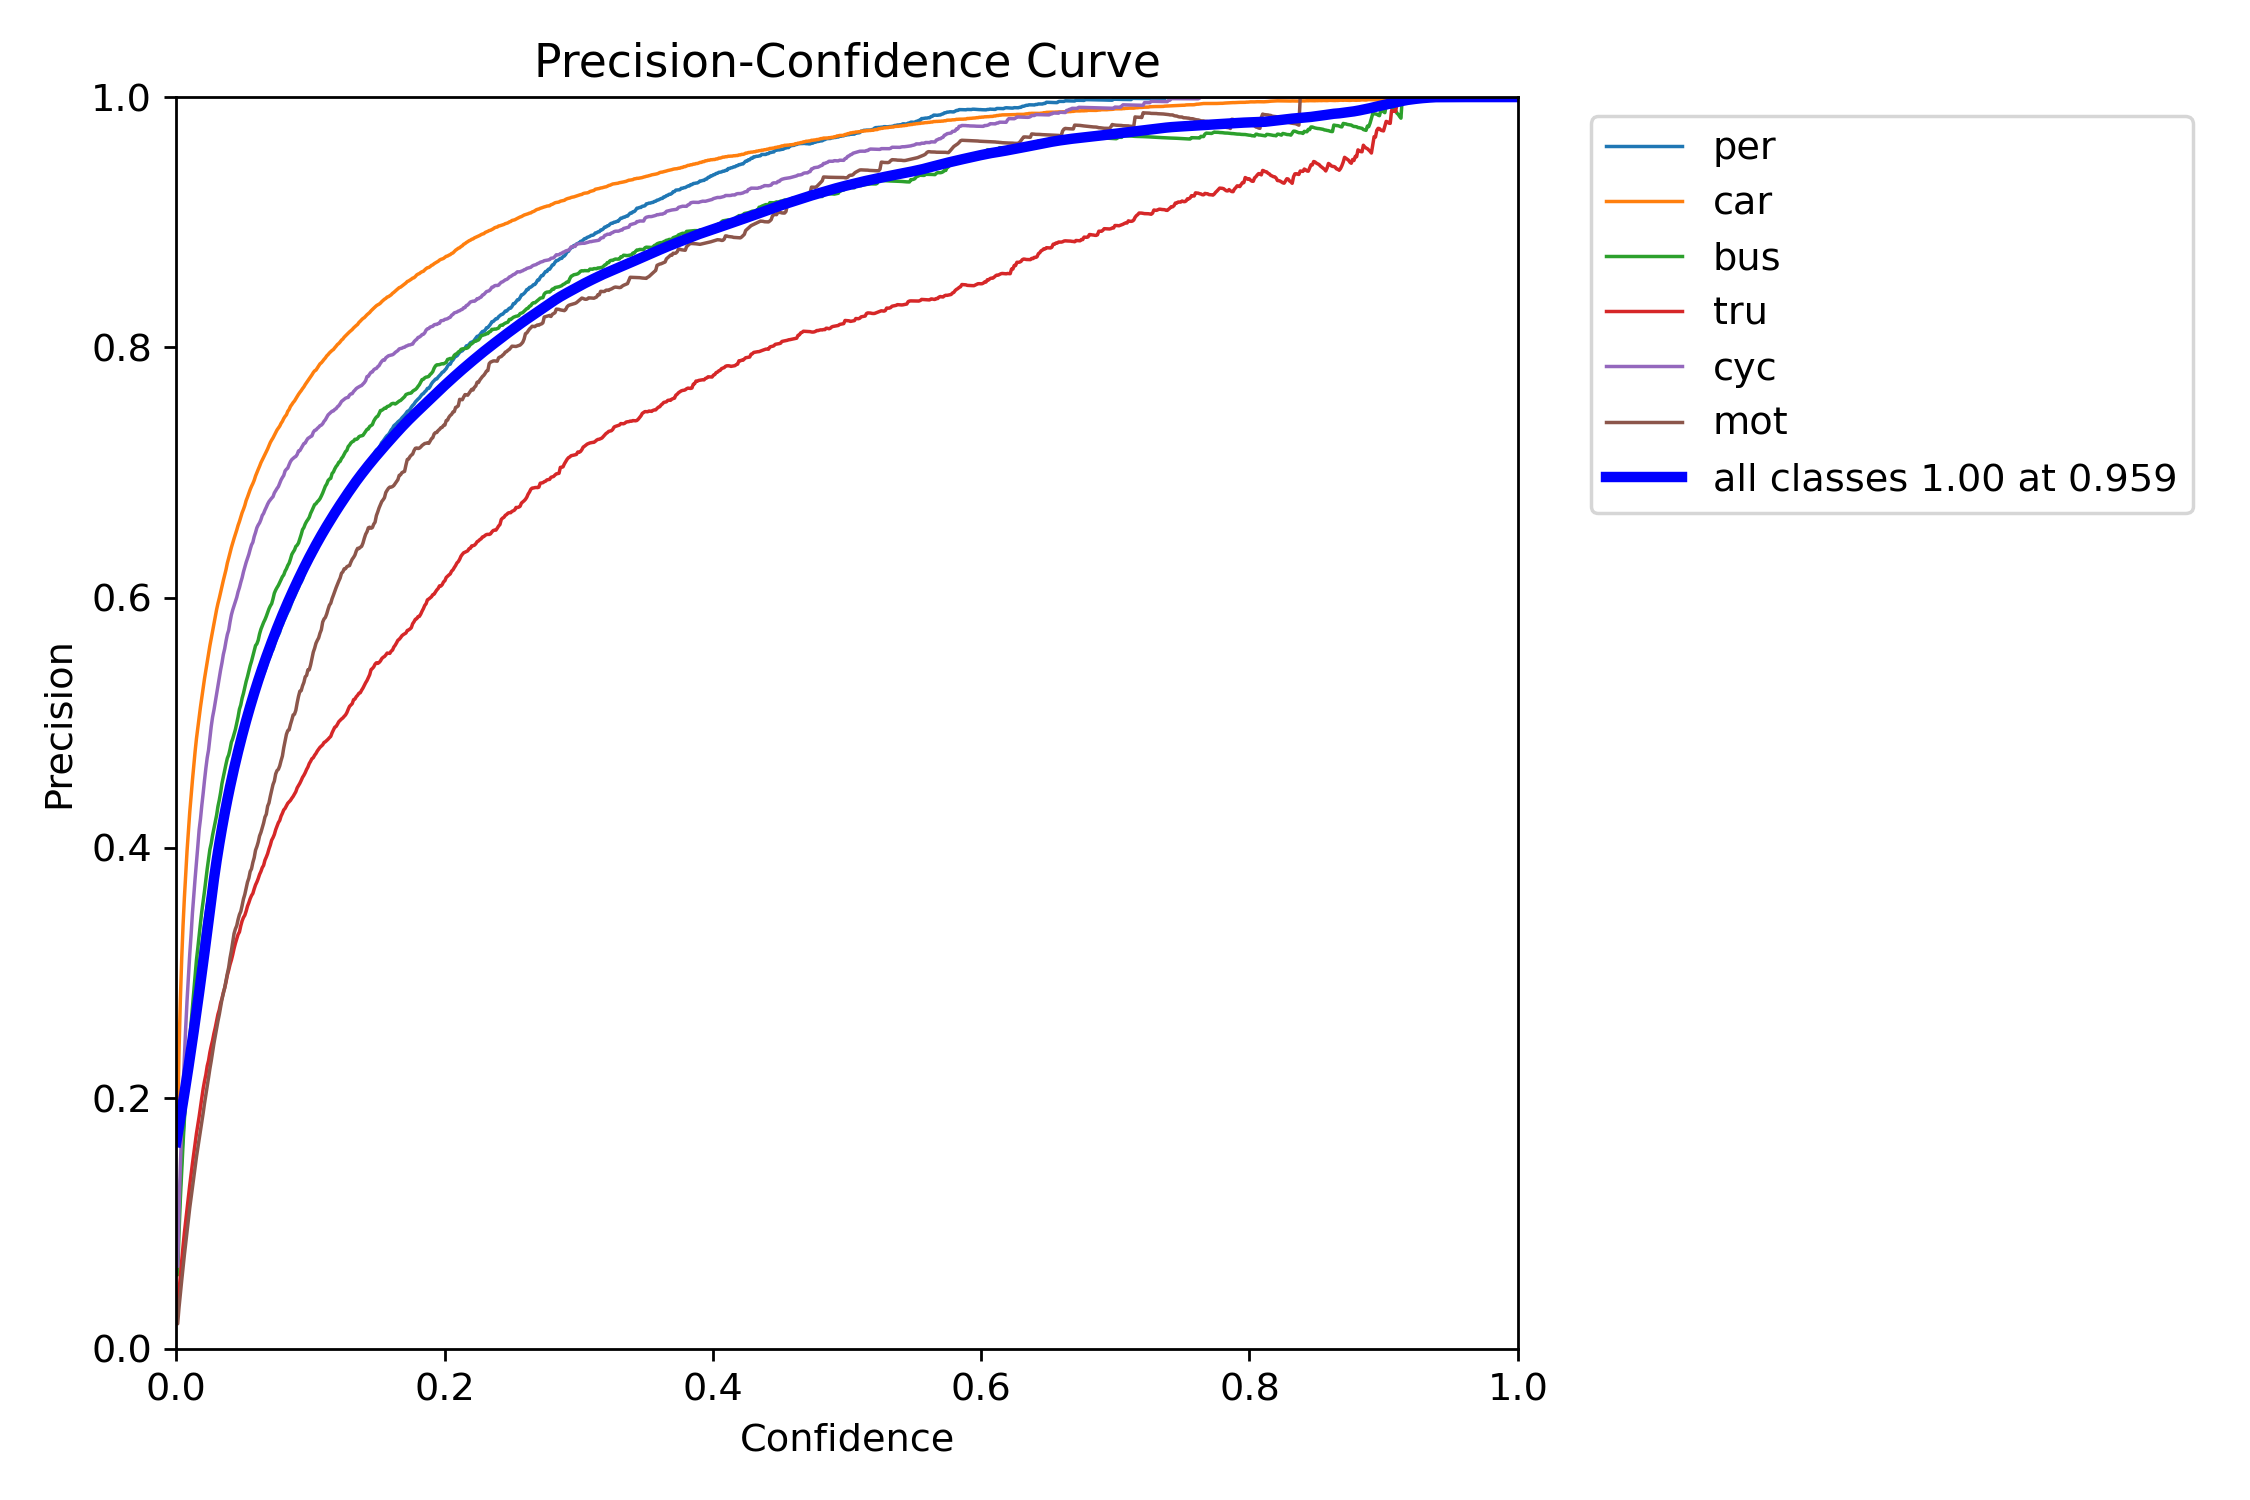 Precision-Confidence Curve
1.0
0.8
0.6
0.4
0.2
0.0
Precision
0.0 0.2 0.4 0.6 0.8 1.0
Confidence
per
car
bus
tru
cyc
mot
all classes 1.00 at 0.959